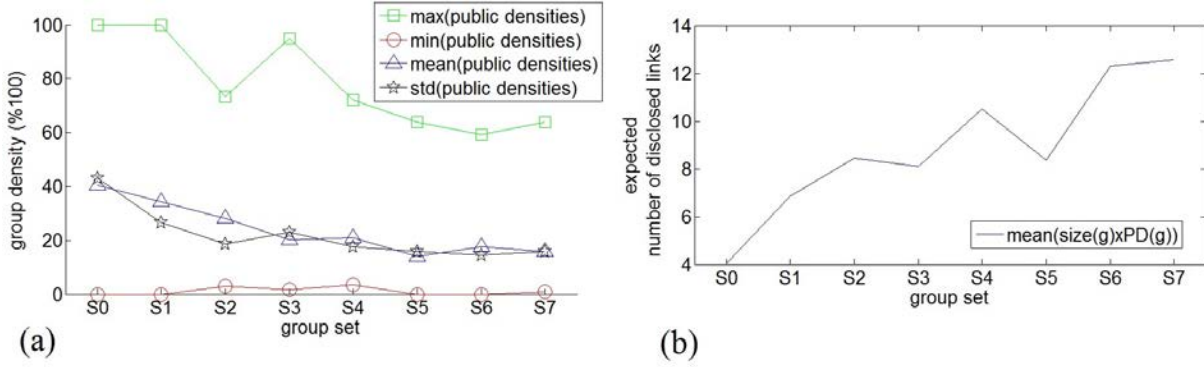 group density (%100)
100
80
60
40
20
0
max(public densities)
min(public densities)
mean(public densities)
std(public densities)
S0 S1 S2 S3 S4 S5 S6 S7
group set
(a)
expected
number of disclosed links
14
12
10
8
6
4
mean(size(g)xPD(g))
S0 S1 S2 S3 S4 S5 S6 S7
group set
(b)